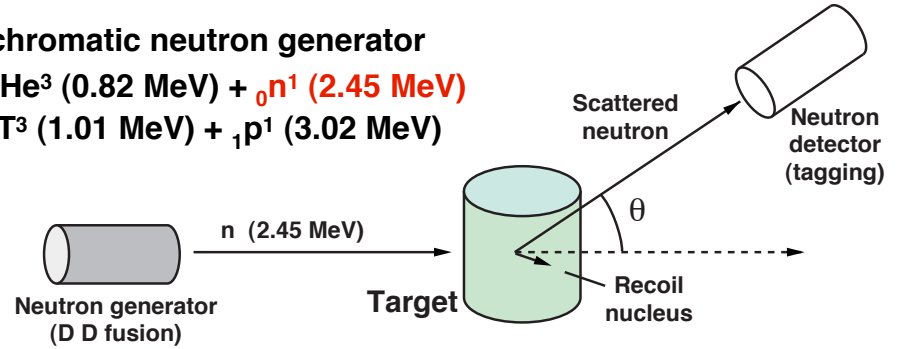 chromatic neutron generator
He³ (0.82 MeV) + ₀n¹ (2.45 MeV)
T³ (1.01 MeV) + ₁p¹ (3.02 MeV)
Scattered
neutron
Neutron
detector
(tagging)
θ
n (2.45 MeV)
Neutron generator
(D D fusion)
Target
Recoil
nucleus